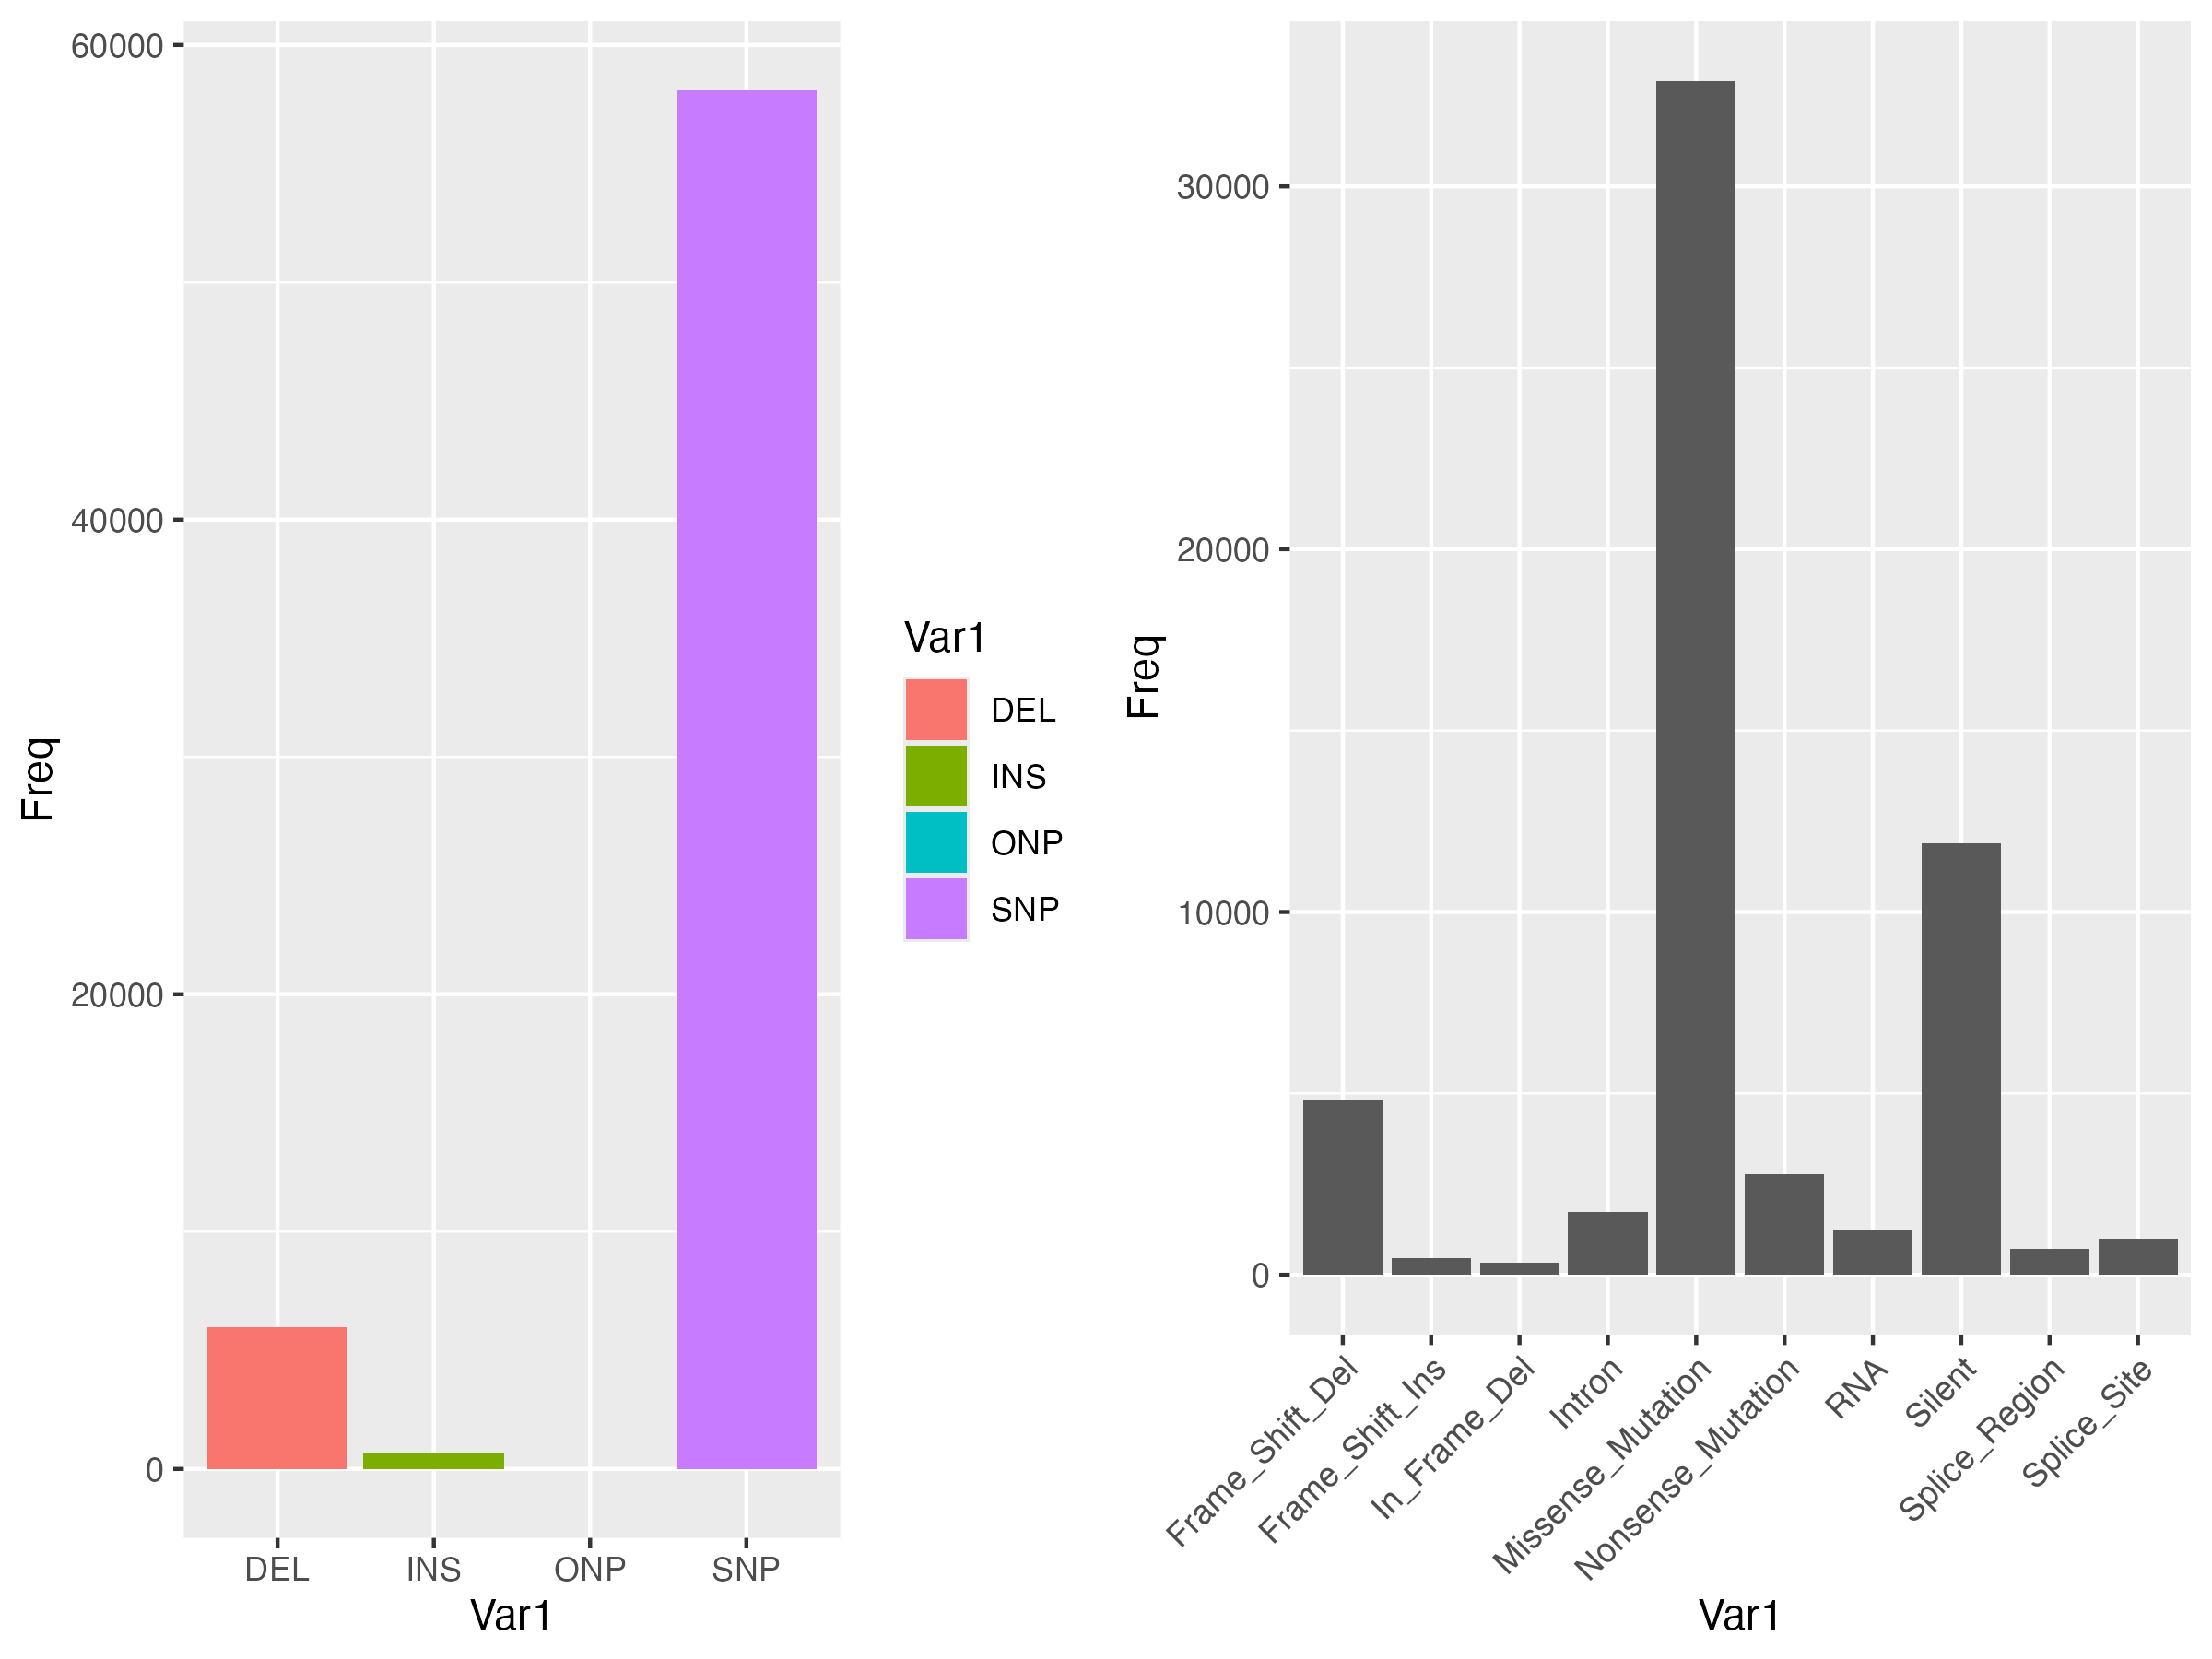 Freq
60000
40000
20000
0
DEL
INS
ONP
SNP
Var1
Var1
DEL
INS
ONP
SNP
Freq
30000
20000
10000
0
Frame_Shift_Del
Frame_Shift_Ins
In_Frame_Del
Intron
Missense_Mutation
Nonsense_Mutation
RNA
Silent
Splice_Region
Splice_Site
Var1